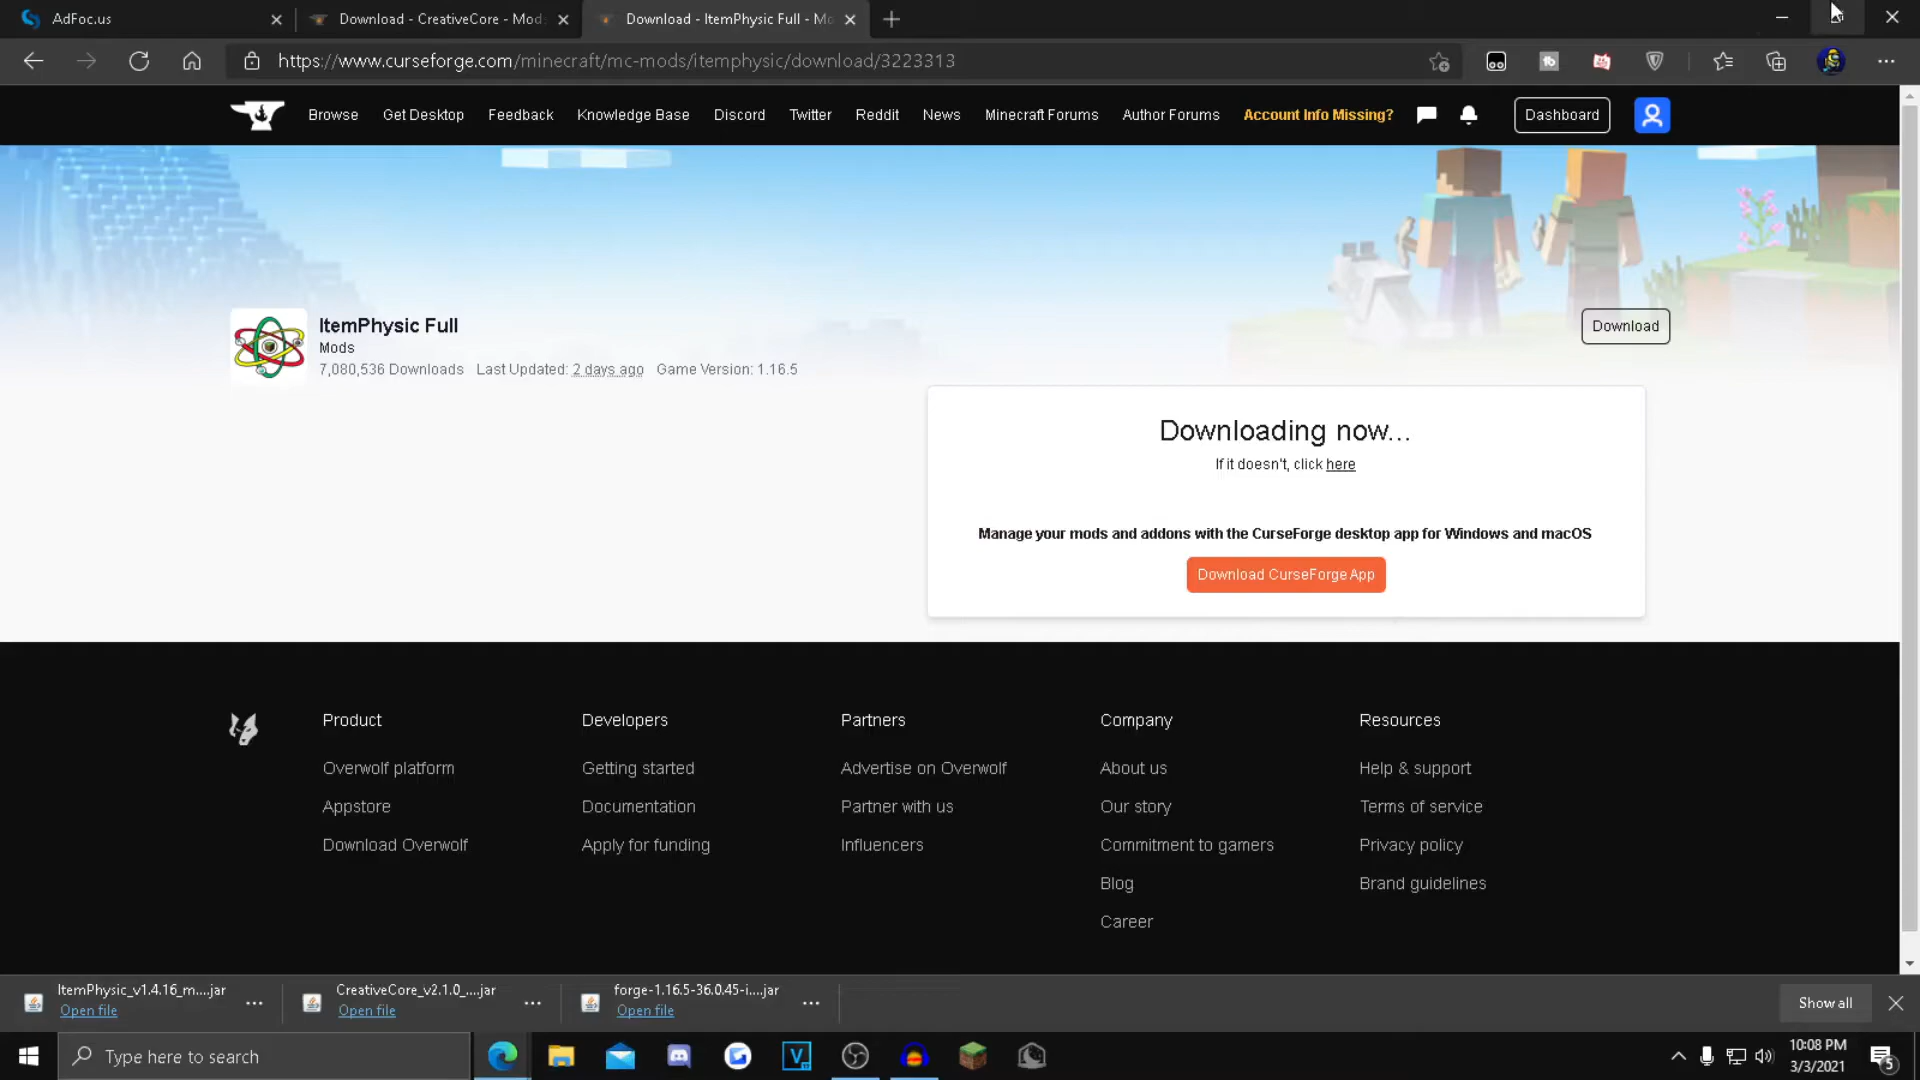 AdFoc.us
Download - CreativeCore - Mod
Download - ItemPhysic Full - Mo
https://www.curseforge.com/minecraft/mc-mods/itemphysic/download/3223313
Browse
Get Desktop
Feedback
Knowledge Base
Discord
Twitter
Reddit
News
Minecraft Forums
Author Forums
Account Info Missing?
Dashboard
ItemPhysic Full
Mods
7,080,536 Downloads Last Updated: 2 days ago Game Version: 1.16.5
Download
Downloading now...
If it doesn't, click here
Manage your mods and addons with the CurseForge desktop app for Windows and macOS
Download CurseForge App
Product
Overwolf platform
Appstore
Download Overwolf
Developers
Getting started
Documentation
Apply for funding
Partners
Advertise on Overwolf
Partner with us
Influencers
Company
About us
Our story
Commitment to gamers
Blog
Career
Resources
Help & support
Terms of service
Privacy policy
Brand guidelines
ItemPhysic_v1.4.16_m....jar
Open file
CreativeCore_v2.1.0_....jar
Open file
forge-1.16.5-36.0.45-i....jar
Open file
Show all
Type here to search
10:08 PM
3/3/2021
5